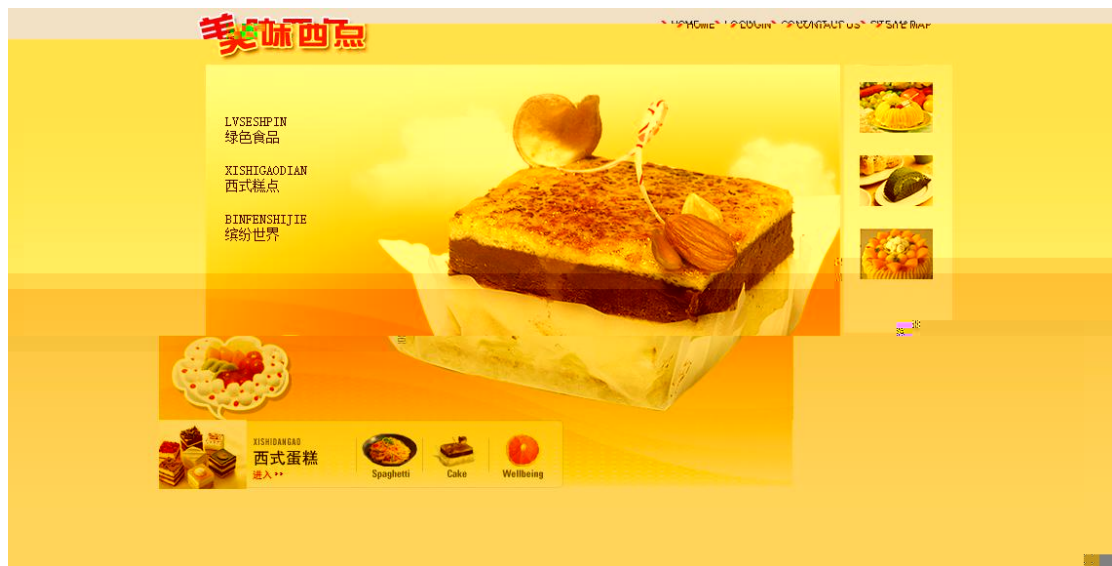 美味西点
HOME LOGIN CONTACT US SITE MAP
LVSESHPIN
绿色食品
XISHIGAODIAN
西式糕点
BINFENSHIJIE
缤纷世界
XISHIDANGAO
西式蛋糕
进入
Spaghetti
Cake
Wellbeing